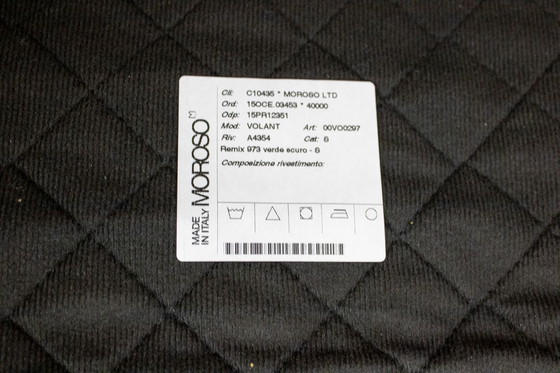 Cli: C10435 * MOROSO LTD
Ord: 15OCE.03453 * 40000
Odp: 15PR12351
Mod: VOLANT Art: 00VO0297
Riv: A4354 Cat: S
Remix 973 verde scuro - S
Composizione rivestimento:
MADE IN ITALY
MOROSO